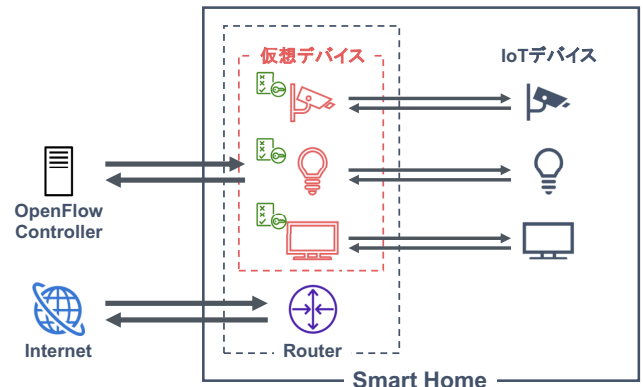 仮想デバイス
IoTデバイス
OpenFlow
Controller
Internet
Router
Smart Home